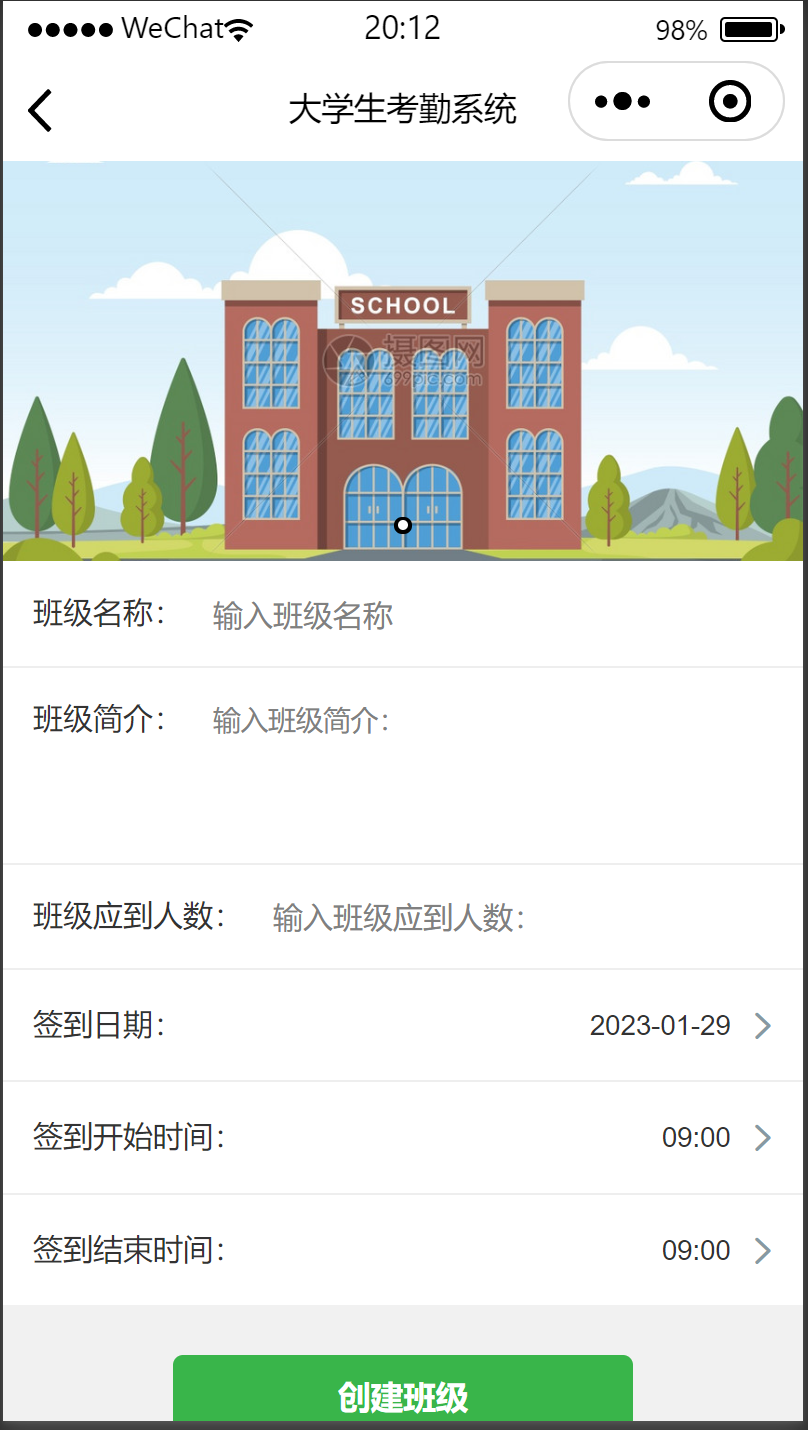 WeChat 20:12 98%
大学生考勤系统
SCHOOL
摄图网
699pic.com
班级名称： 输入班级名称
班级简介： 输入班级简介：
班级应到人数： 输入班级应到人数：
签到日期： 2023-01-29
签到开始时间： 09:00
签到结束时间： 09:00
创建班级